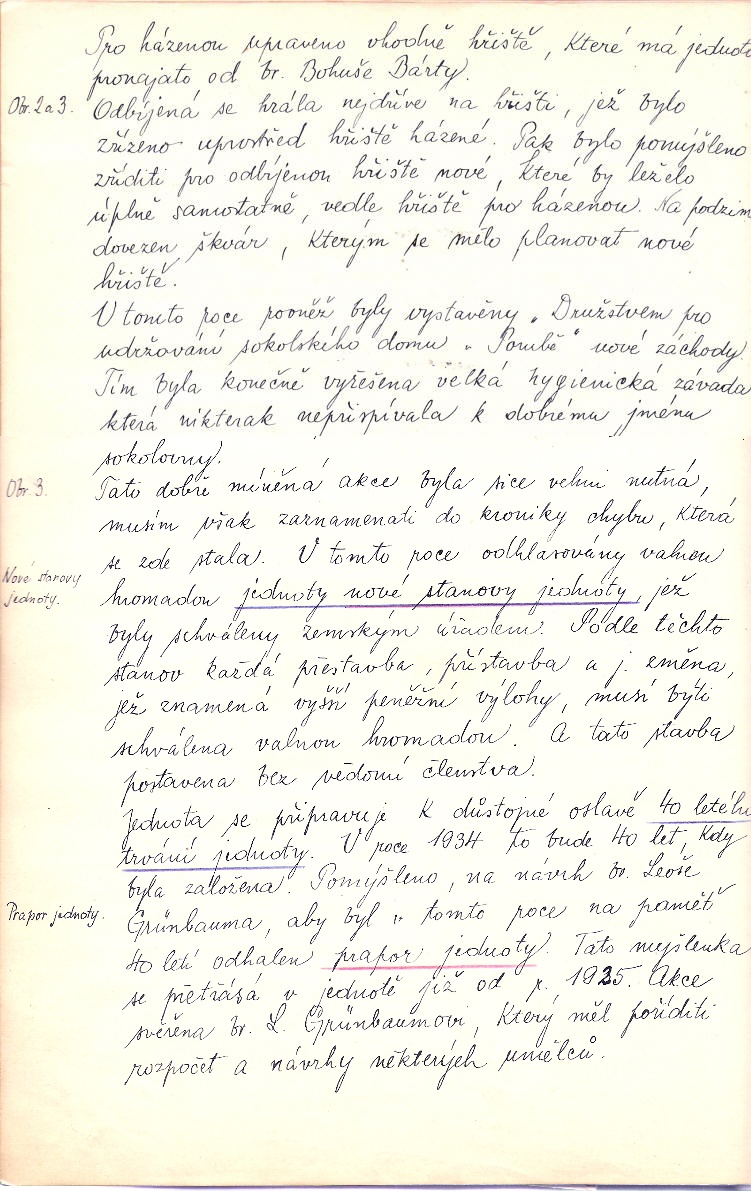 Pro házenou upraveno vhodné hřiště, které má jednota
pronajato od br. Bohuše Bárty.
Obr. 2 a 3.
Odbíjená se hrála nejdříve na hřišti, jež bylo
zřízeno uprostřed hřiště házené. Pak bylo pomýšleno
zříditi pro odbíjenou hřiště nové, které by leželo
úplně samostatně, vedle hřiště pro házenou. Na podzim
dovezen škvár, kterým se mělo planovat nové
hřiště.
V tomto roce rovněž byly vystavěny „Družstvem pro
udržování sokolského domu v Porubě" nové záchody.
Tím byla konečně vyřešena velká hygienická závada
která nikterak nepřispívala k dobrému jménu
sokolovny.
Obr. 3.
Tato dobře míněná akce byla sice velmi nutná,
musím však zaznamenati do kroniky chybu, která
se zde stala. V tomto roce odhlasovány valnou
Nové stanovy
jednoty.
hromadou jednoty nové stanovy jednoty, jež
byly schváleny zemským úřadem. Podle těchto
stanov každá přestavba, přístavba a j. změna,
jež znamená vyšší peněžní výlohy, musí býti
schválena valnou hromadou. A tato stavba
postavena bez vědomí členstva.
Jednota se připravuje k důstojné oslavě 40 letého
trvání jednoty. V roce 1934 to bude 40 let, kdy
byla založena. Pomýšleno, na návrh br. Leoše
Prapor jednoty.
Grünbauma, aby byl v tomto roce na paměť
40 letí odhalen prapor jednoty. Tato myšlenka
se přetřásá v jednotě již od r. 1925. Akce
svěřena br. L. Grünbaumovi, který měl poříditi
rozpočet a návrhy některých umělců.